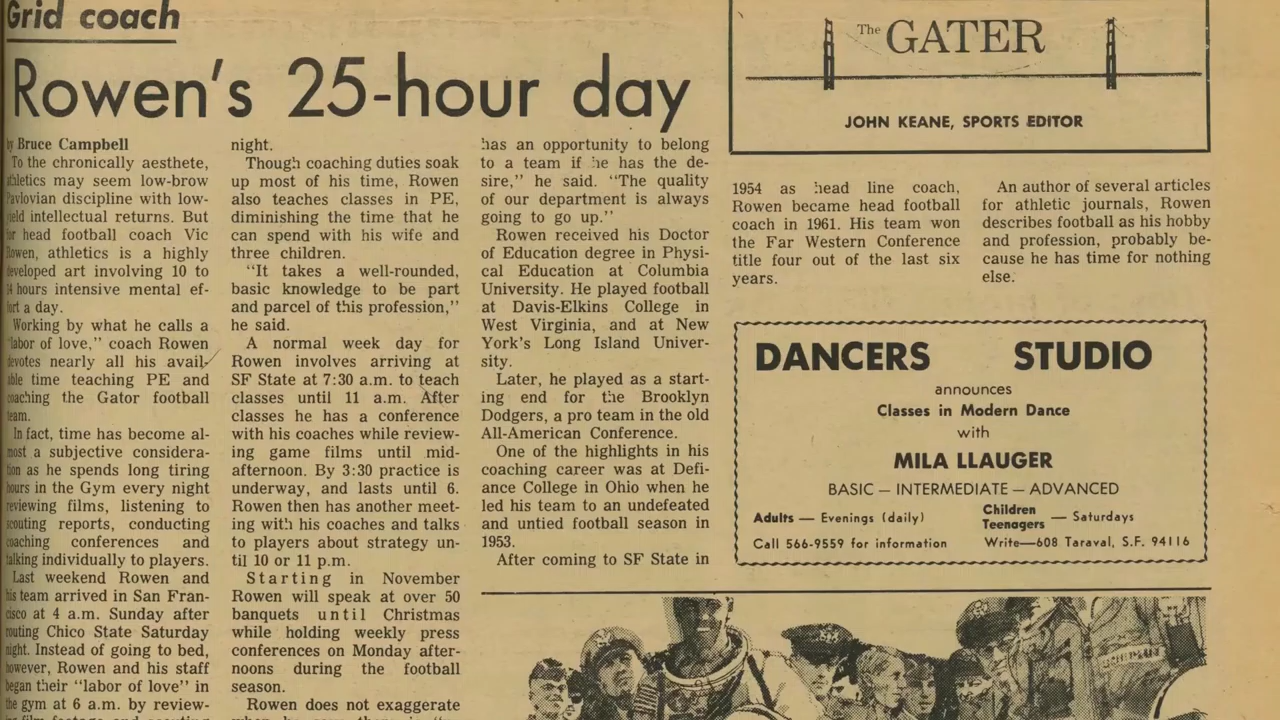 Grid coach
Rowen's 25-hour day
by Bruce Campbell
To the chronically aesthete,
athletics may seem low-brow
Pavlovian discipline with low-
yield intellectual returns. But
for head football coach Vic
Rowen, athletics is a highly
developed art involving 10 to
14 hours intensive mental ef-
fort a day.
Working by what he calls a
"labor of love," coach Rowen
devotes nearly all his avail-
able time teaching PE and
coaching the Gator football
team.
In fact, time has become al-
most a subjective considera-
tion as he spends long tiring
hours in the Gym every night
reviewing films, listening to
scouting reports, conducting
coaching conferences and
talking individually to players.
Last weekend Rowen and
his team arrived in San Fran-
cisco at 4 a.m. Sunday after
routing Chico State Saturday
night. Instead of going to bed,
however, Rowen and his staff
began their "labor of love" in
the gym at 6 a.m. by review-
ing film footage and scouting
night.
Though coaching duties soak
up most of his time, Rowen
also teaches classes in PE,
diminishing the time that he
can spend with his wife and
three children.
"It takes a well-rounded,
basic knowledge to be part
and parcel of this profession,"
he said.
A normal week day for
Rowen involves arriving at
SF State at 7:30 a.m. to teach
classes until 11 a.m. After
classes he has a conference
with his coaches while review-
ing game films until mid-
afternoon. By 3:30 practice is
underway, and lasts until 6.
Rowen then has another meet-
ing with his coaches and talks
to players about strategy un-
til 10 or 11 p.m.
Starting in November
Rowen will speak at over 50
banquets until Christmas
while holding weekly press
conferences on Monday after-
noons during the football
season.
Rowen does not exaggerate
has an opportunity to belong
to a team if he has the de-
sire," he said. "The quality
of our department is always
going to go up."
Rowen received his Doctor
of Education degree in Physi-
cal Education at Columbia
University. He played football
at Davis-Elkins College in
West Virginia, and at New
York's Long Island Univer-
sity.
Later, he played as a start-
ing end for the Brooklyn
Dodgers, a pro team in the old
All-American Conference.
One of the highlights in his
coaching career was at Defi-
ance College in Ohio when he
led his team to an undefeated
and untied football season in
1953.
After coming to SF State in
The GATER
JOHN KEANE, SPORTS EDITOR
1954 as head line coach,
Rowen became head football
coach in 1961. His team won
the Far Western Conference
title four out of the last six
years.
An author of several articles
for athletic journals, Rowen
describes football as his hobby
and profession, probably be-
cause he has time for nothing
else.
DANCERS STUDIO
announces
Classes in Modern Dance
with
MILA LLAUGER
BASIC — INTERMEDIATE — ADVANCED
Adults — Evenings (daily)
Children Teenagers — Saturdays
Call 566-9559 for information
Write—608 Taraval, S.F. 94116